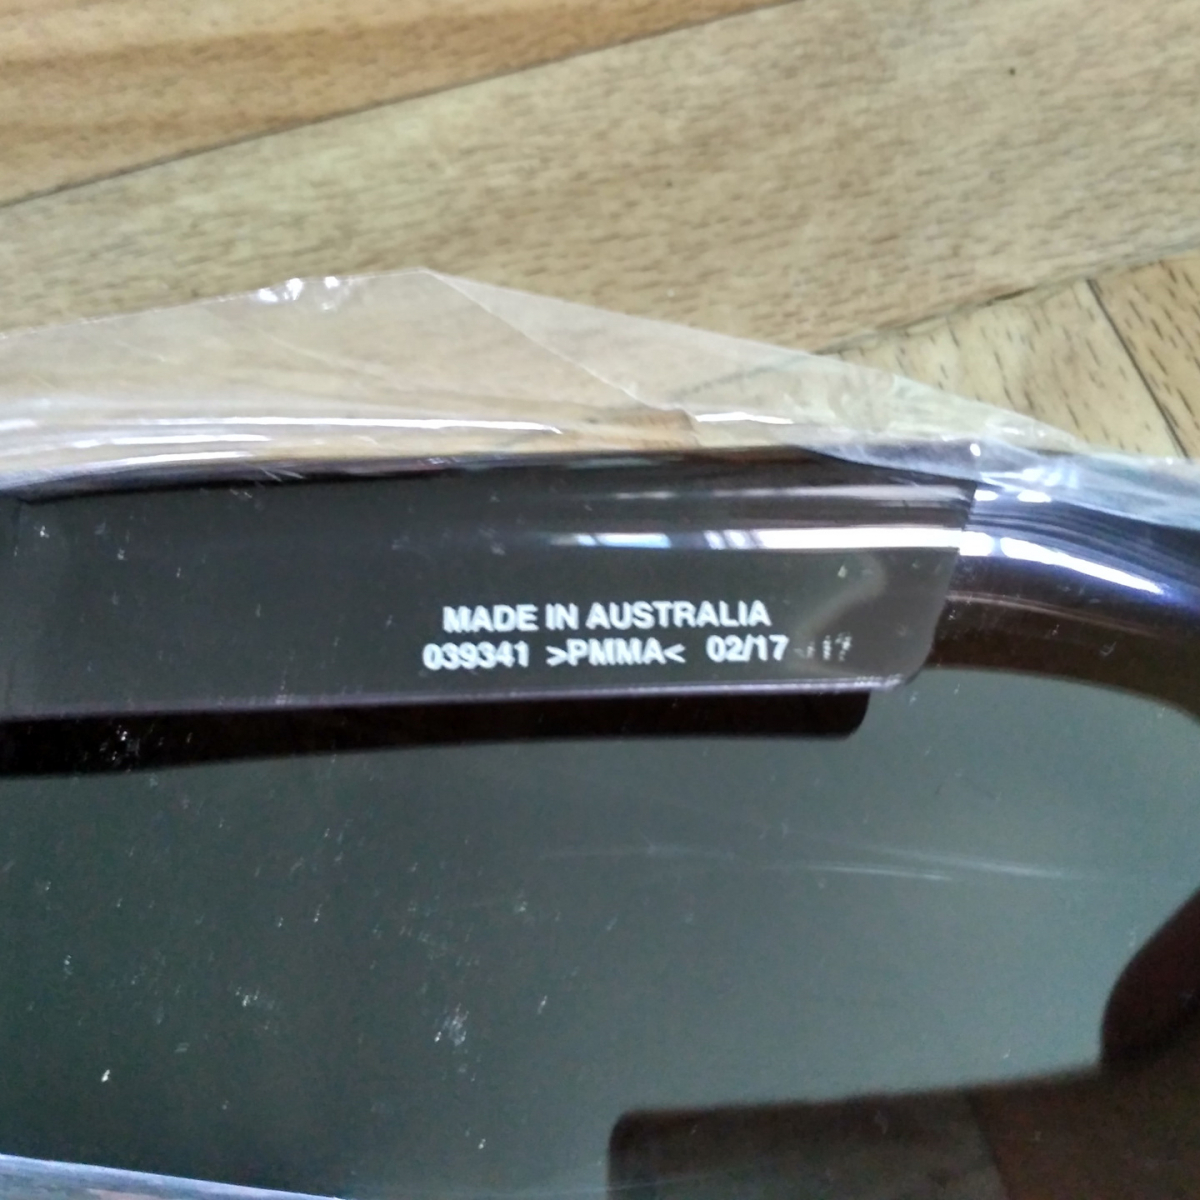 MADE IN AUSTRALIA
039341 >PMMA< 02/17